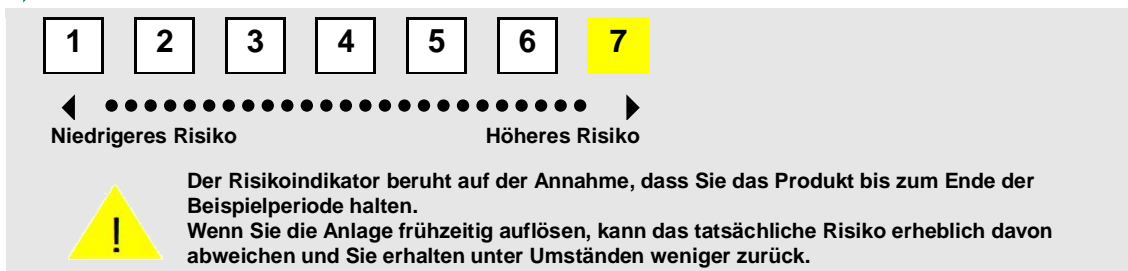 1 2 3 4 5 6 7
Niedrigeres Risiko Höheres Risiko
! Der Risikoindikator beruht auf der Annahme, dass Sie das Produkt bis zum Ende der
Beispielperiode halten.
Wenn Sie die Anlage frühzeitig auflösen, kann das tatsächliche Risiko erheblich davon
abweichen und Sie erhalten unter Umständen weniger zurück.